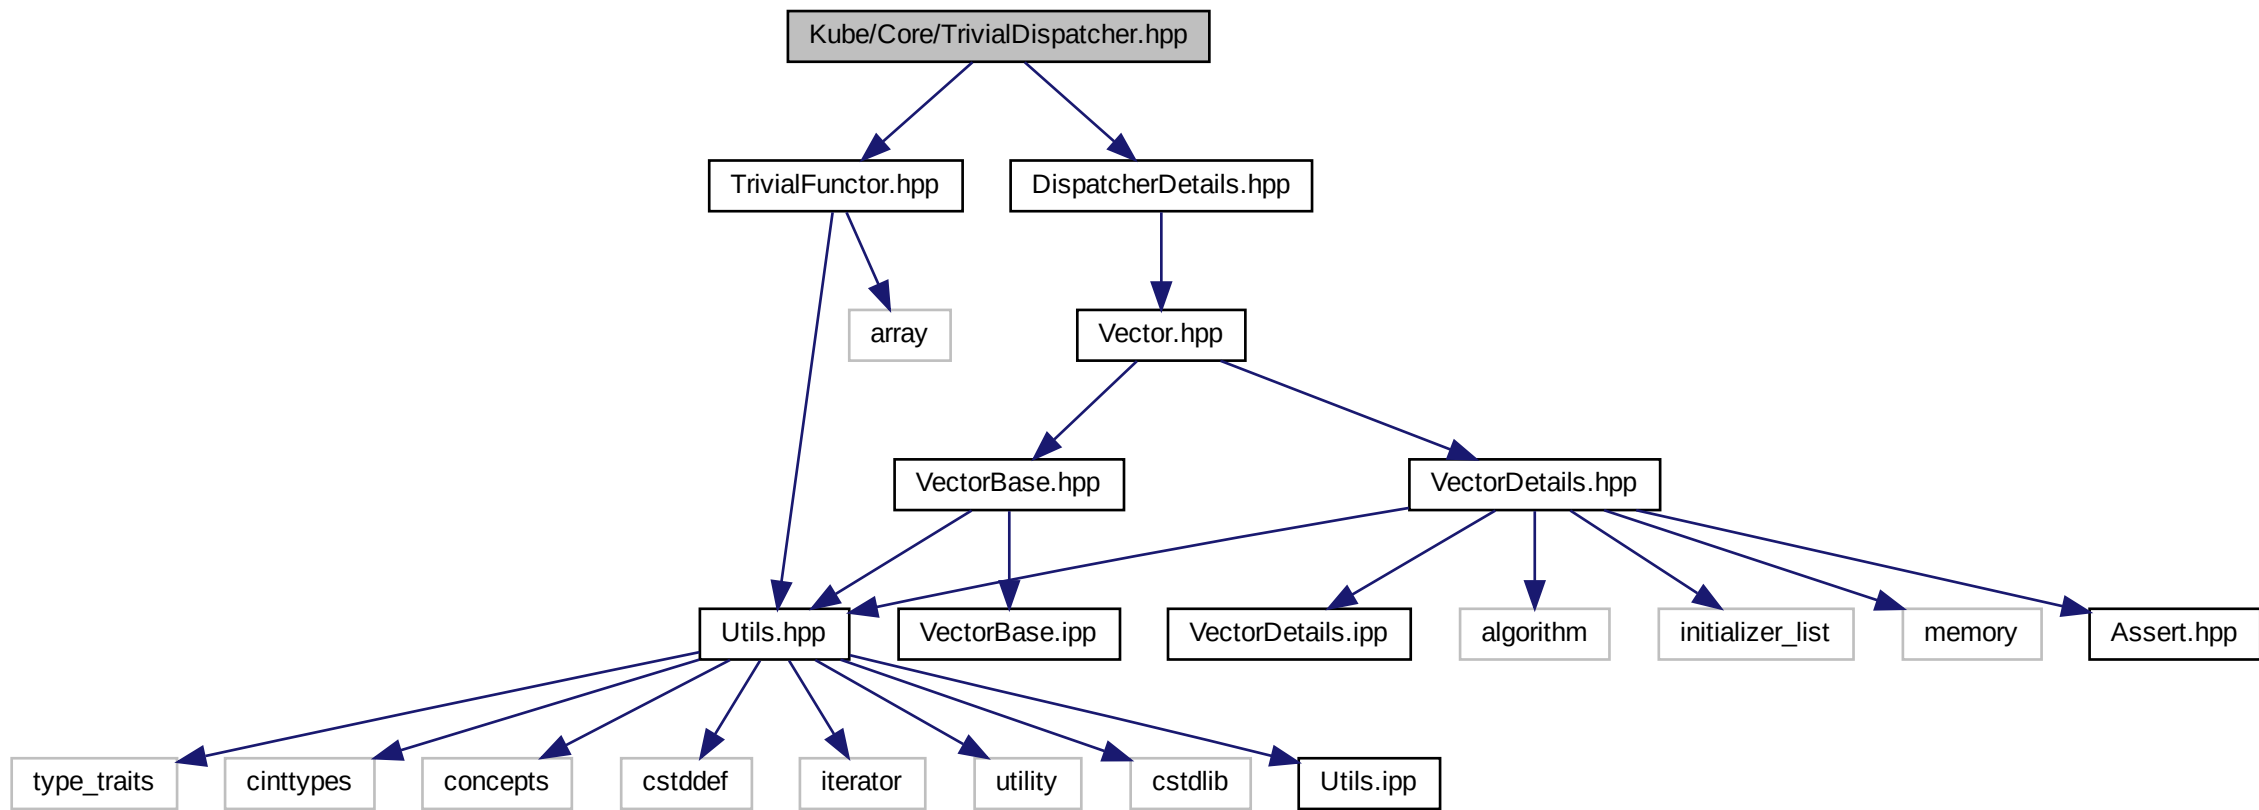 Kube/Core/TrivialDispatcher.hpp
TrivialFunctor.hpp
DispatcherDetails.hpp
array
Vector.hpp
VectorBase.hpp
VectorDetails.hpp
Utils.hpp
VectorBase.ipp
VectorDetails.ipp
algorithm
initializer_list
memory
Assert.hpp
type_traits
cinttypes
concepts
cstddef
iterator
utility
cstdlib
Utils.ipp